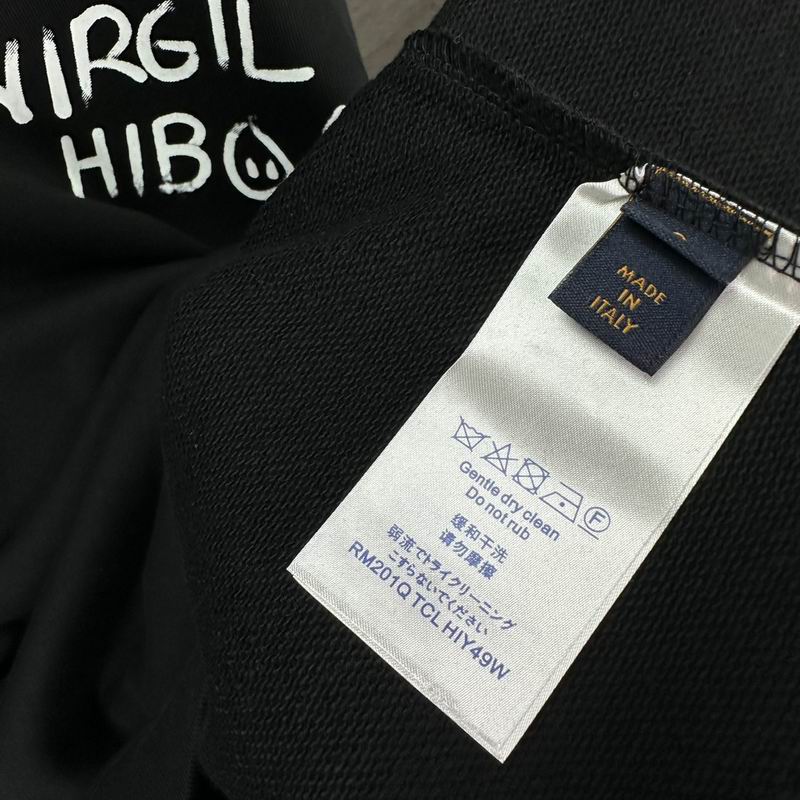 VIRGIL
HIBO
MADE
IN
ITALY
F
Gentle dry clean
Do not rub
缓和干洗
请勿摩擦
弱流でトライクリーニング
こすらないでください
RM201Q TCL HIY49W